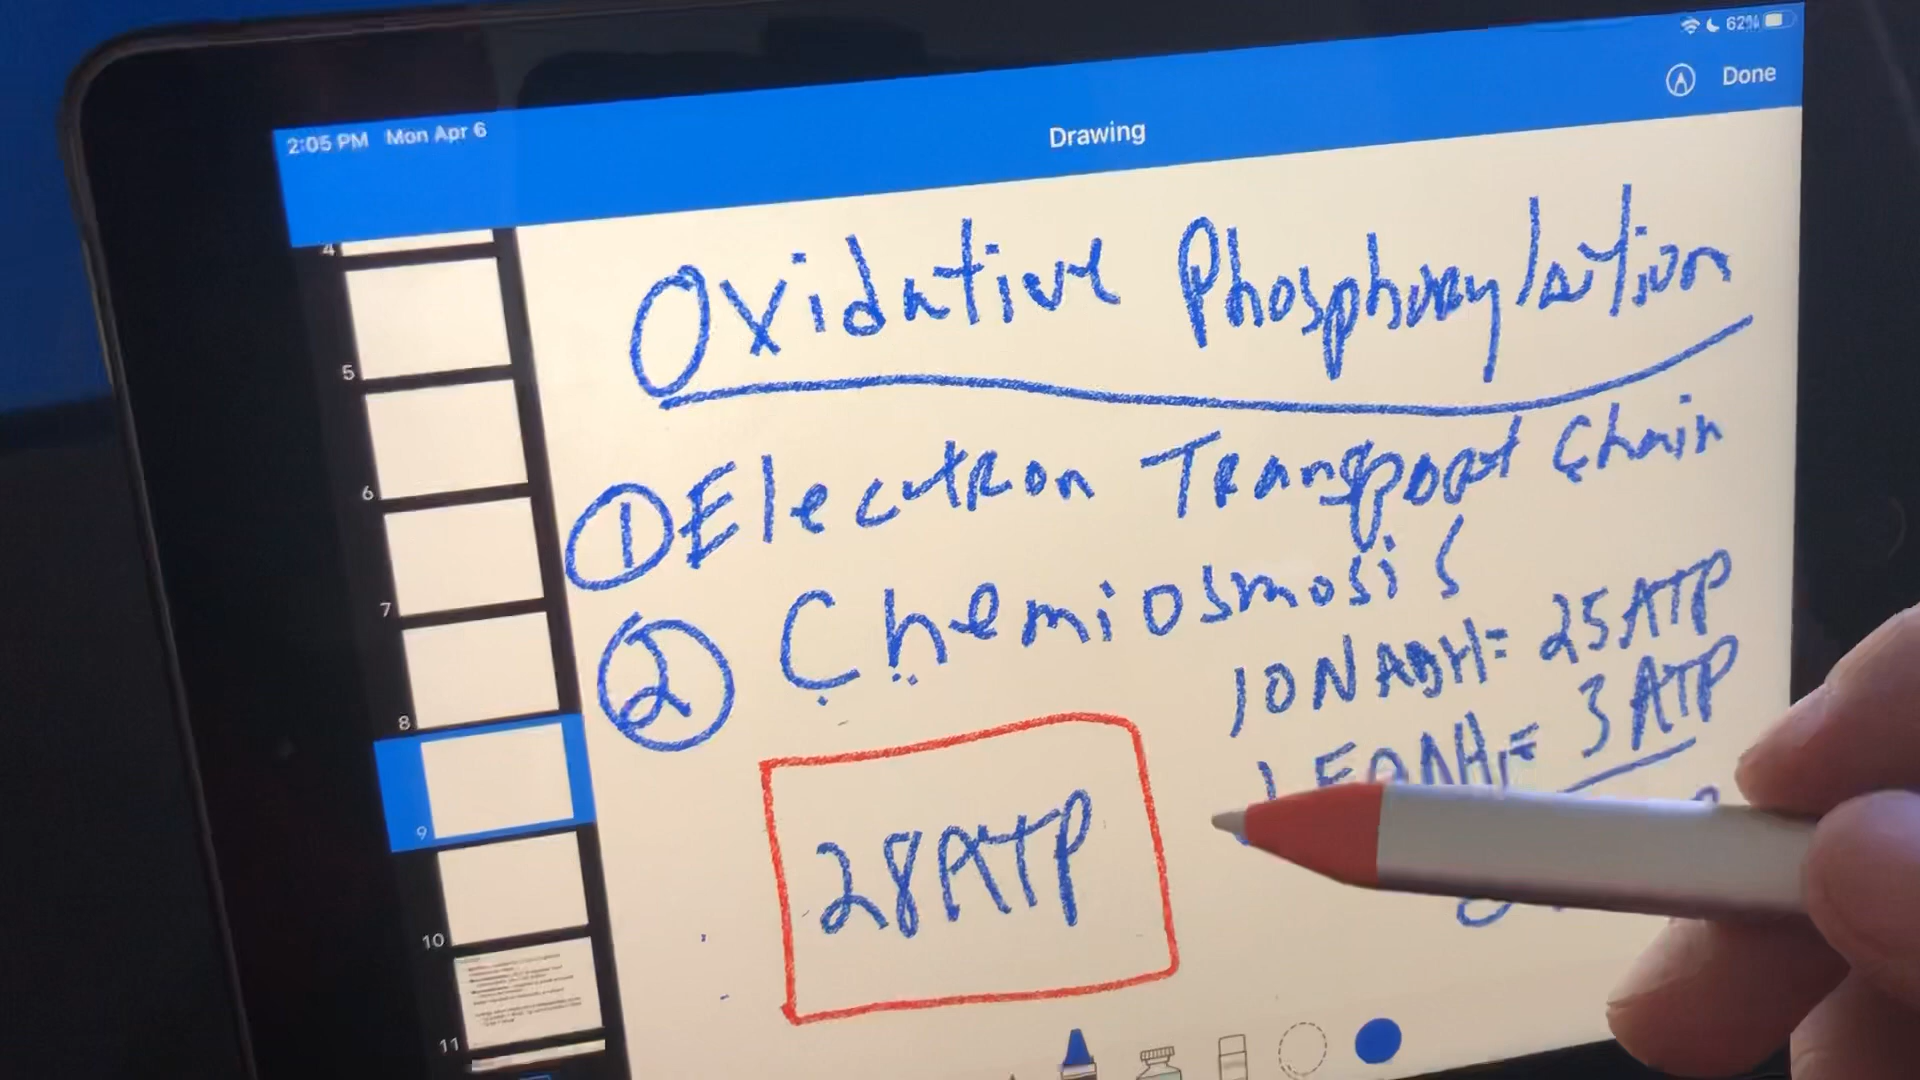 2:05 PM Mon Apr 6
62%
Drawing
Done
4
5
6
7
8
9
10
11
Oxidative Phosphorylation
① Electron Transport Chain
② Chemiosmosis
10 NADH = 25 ATP
= 3 ATP
28 ATP